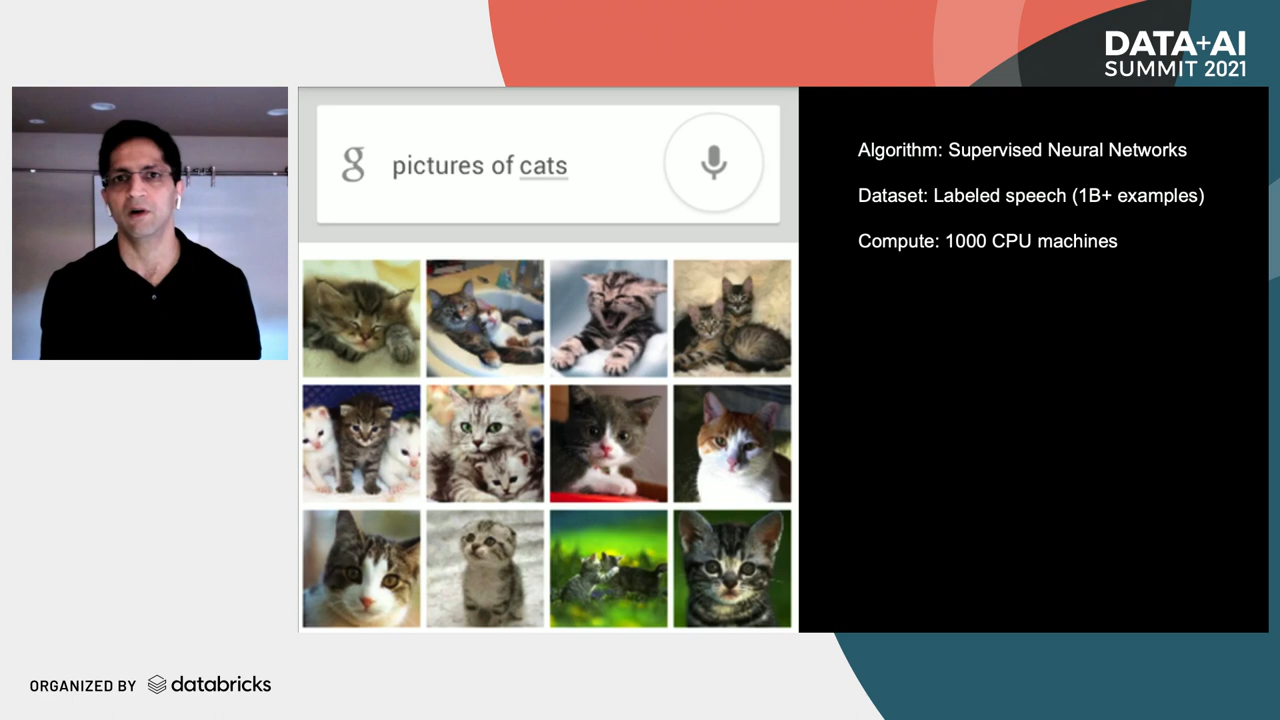 DATA+AI
SUMMIT 2021
g pictures of cats
Algorithm: Supervised Neural Networks
Dataset: Labeled speech (1B+ examples)
Compute: 1000 CPU machines
ORGANIZED BY databricks